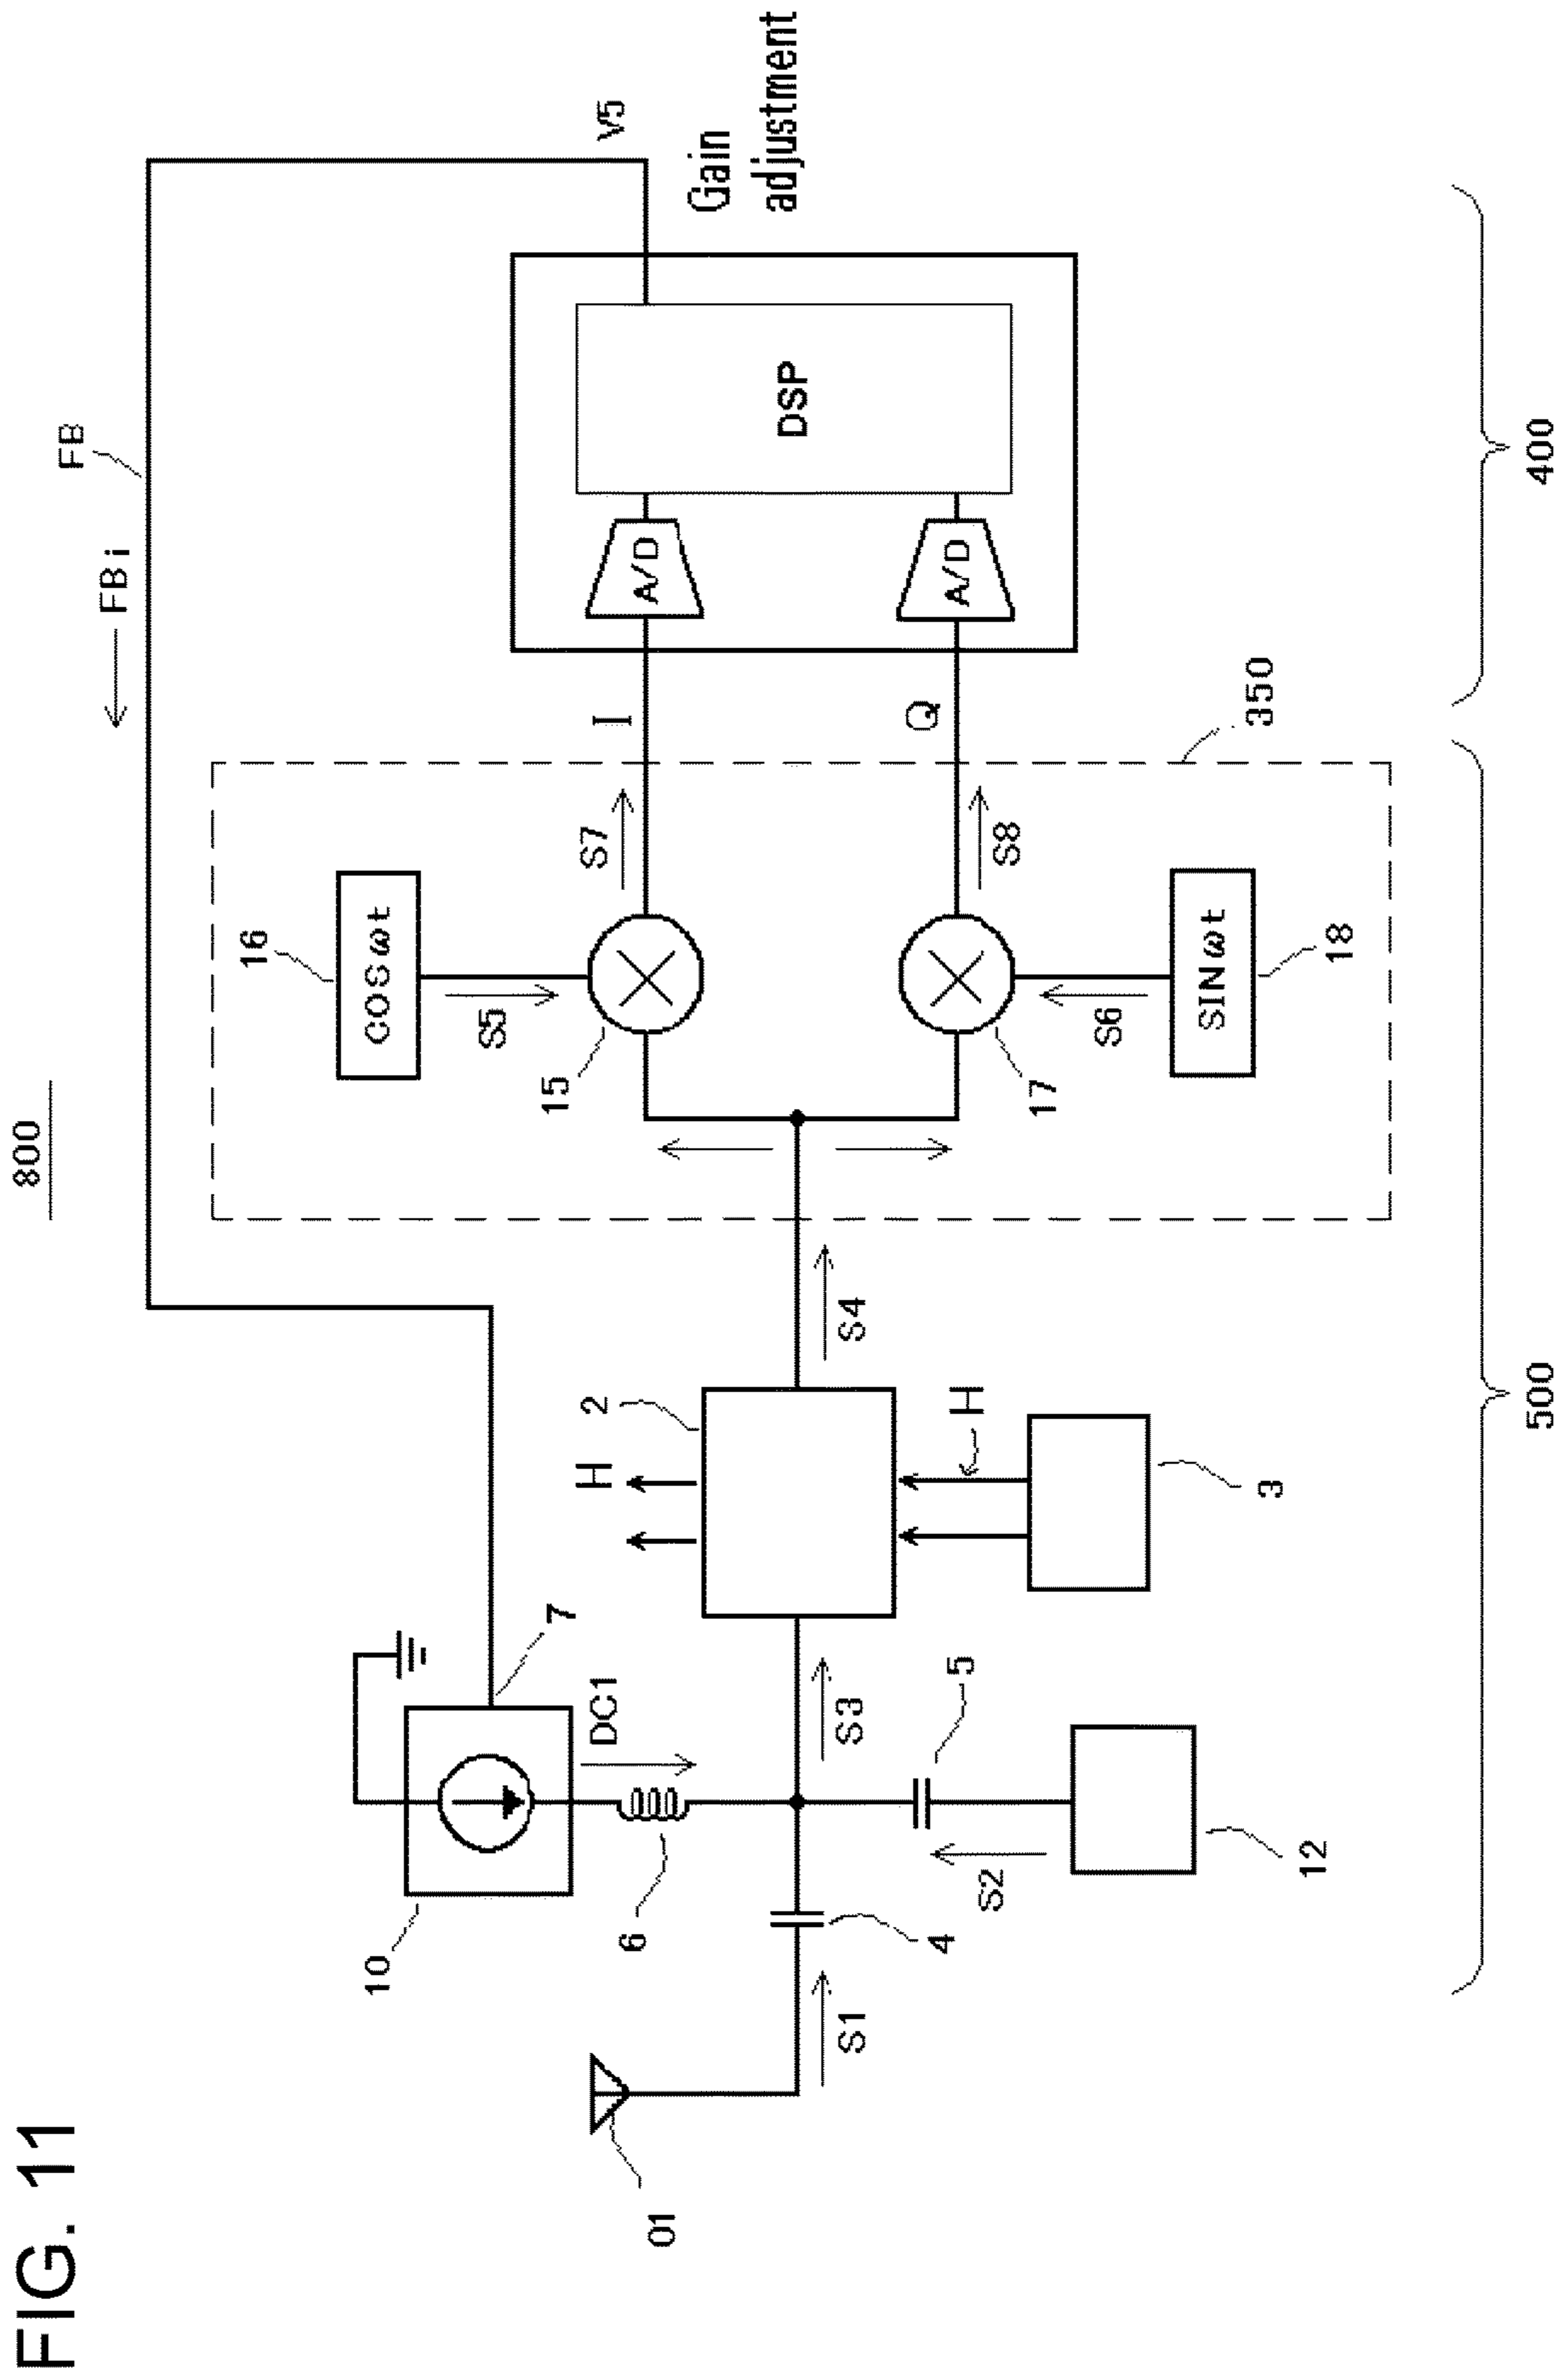 FIG. 11
800
FB
FBi
V5
Gain
adjustment
10
7
DC1
6
01
S1
4
S2
12
5
S3
2
H
H
3
S4
16
COSωt
S5
15
S7
I
A/D
DSP
350
17
S6
SINωt
18
S8
Q
A/D
500
400